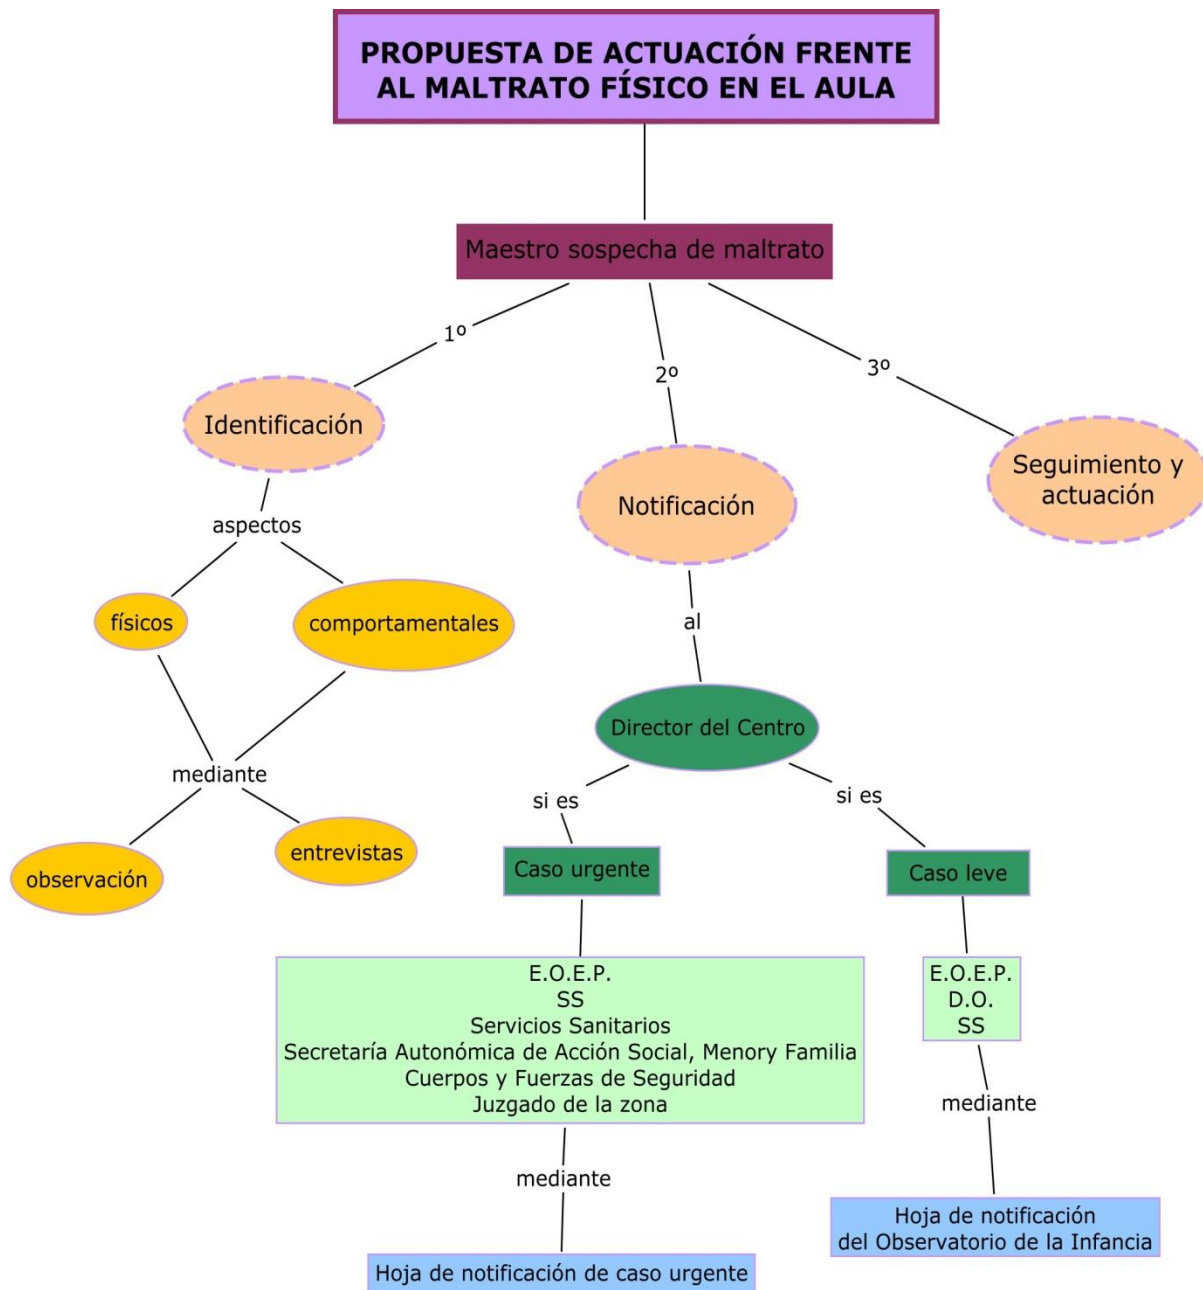 PROPUESTA DE ACTUACIÓN FRENTE
AL MALTRATO FÍSICO EN EL AULA
Maestro sospecha de maltrato
1º
2º
3º
Identificación
Notificación
Seguimiento y
actuación
aspectos
físicos
comportamentales
mediante
observación
entrevistas
al
Director del Centro
si es
si es
Caso urgente
Caso leve
E.O.E.P.
SS
Servicios Sanitarios
Secretaría Autonómica de Acción Social, Menory Familia
Cuerpos y Fuerzas de Seguridad
Juzgado de la zona
mediante
Hoja de notificación de caso urgente
E.O.E.P.
D.O.
SS
mediante
Hoja de notificación
del Observatorio de la Infancia